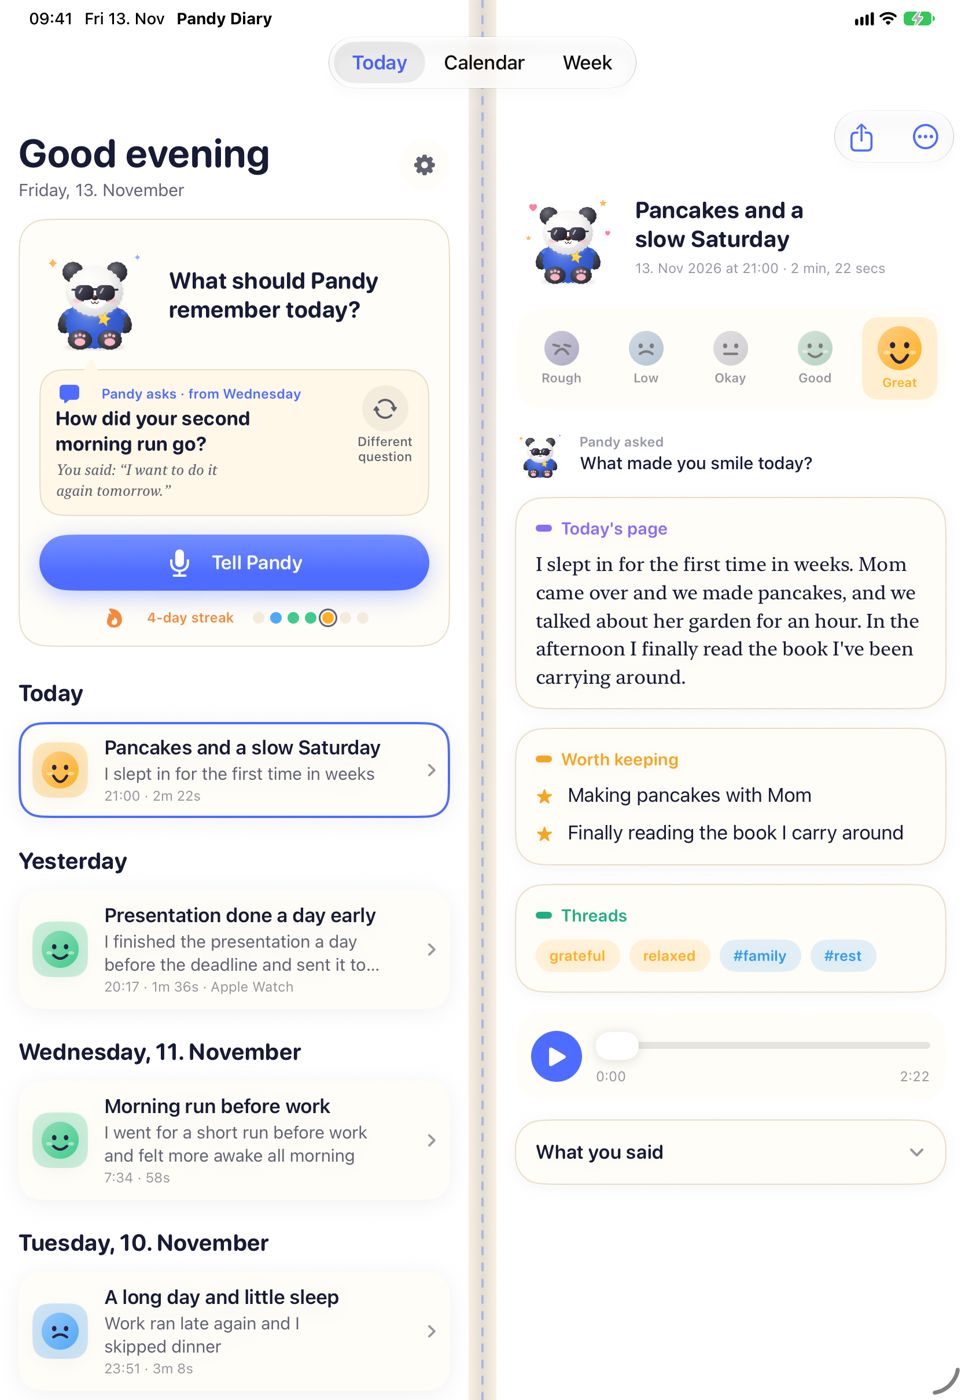 09:41 Fri 13. Nov Pandy Diary
Today Calendar Week
Good evening
Friday, 13. November
What should Pandy
remember today?
Pandy asks · from Wednesday
How did your second
morning run go?
You said: “I want to do it
again tomorrow.”
Different
question
Tell Pandy
4-day streak
Today
Pancakes and a slow Saturday
I slept in for the first time in weeks
21:00 · 2m 22s
Yesterday
Presentation done a day early
I finished the presentation a day
before the deadline and sent it to...
20:17 · 1m 36s · Apple Watch
Wednesday, 11. November
Morning run before work
I went for a short run before work
and felt more awake all morning
7:34 · 58s
Tuesday, 10. November
A long day and little sleep
Work ran late again and I
skipped dinner
23:51 · 3m 8s
Pancakes and a
slow Saturday
13. Nov 2026 at 21:00 · 2 min, 22 secs
Rough Low Okay Good Great
Pandy asked
What made you smile today?
Today's page
I slept in for the first time in weeks. Mom
came over and we made pancakes, and we
talked about her garden for an hour. In the
afternoon I finally read the book I've been
carrying around.
Worth keeping
Making pancakes with Mom
Finally reading the book I carry around
Threads
grateful relaxed #family #rest
0:00 2:22
What you said